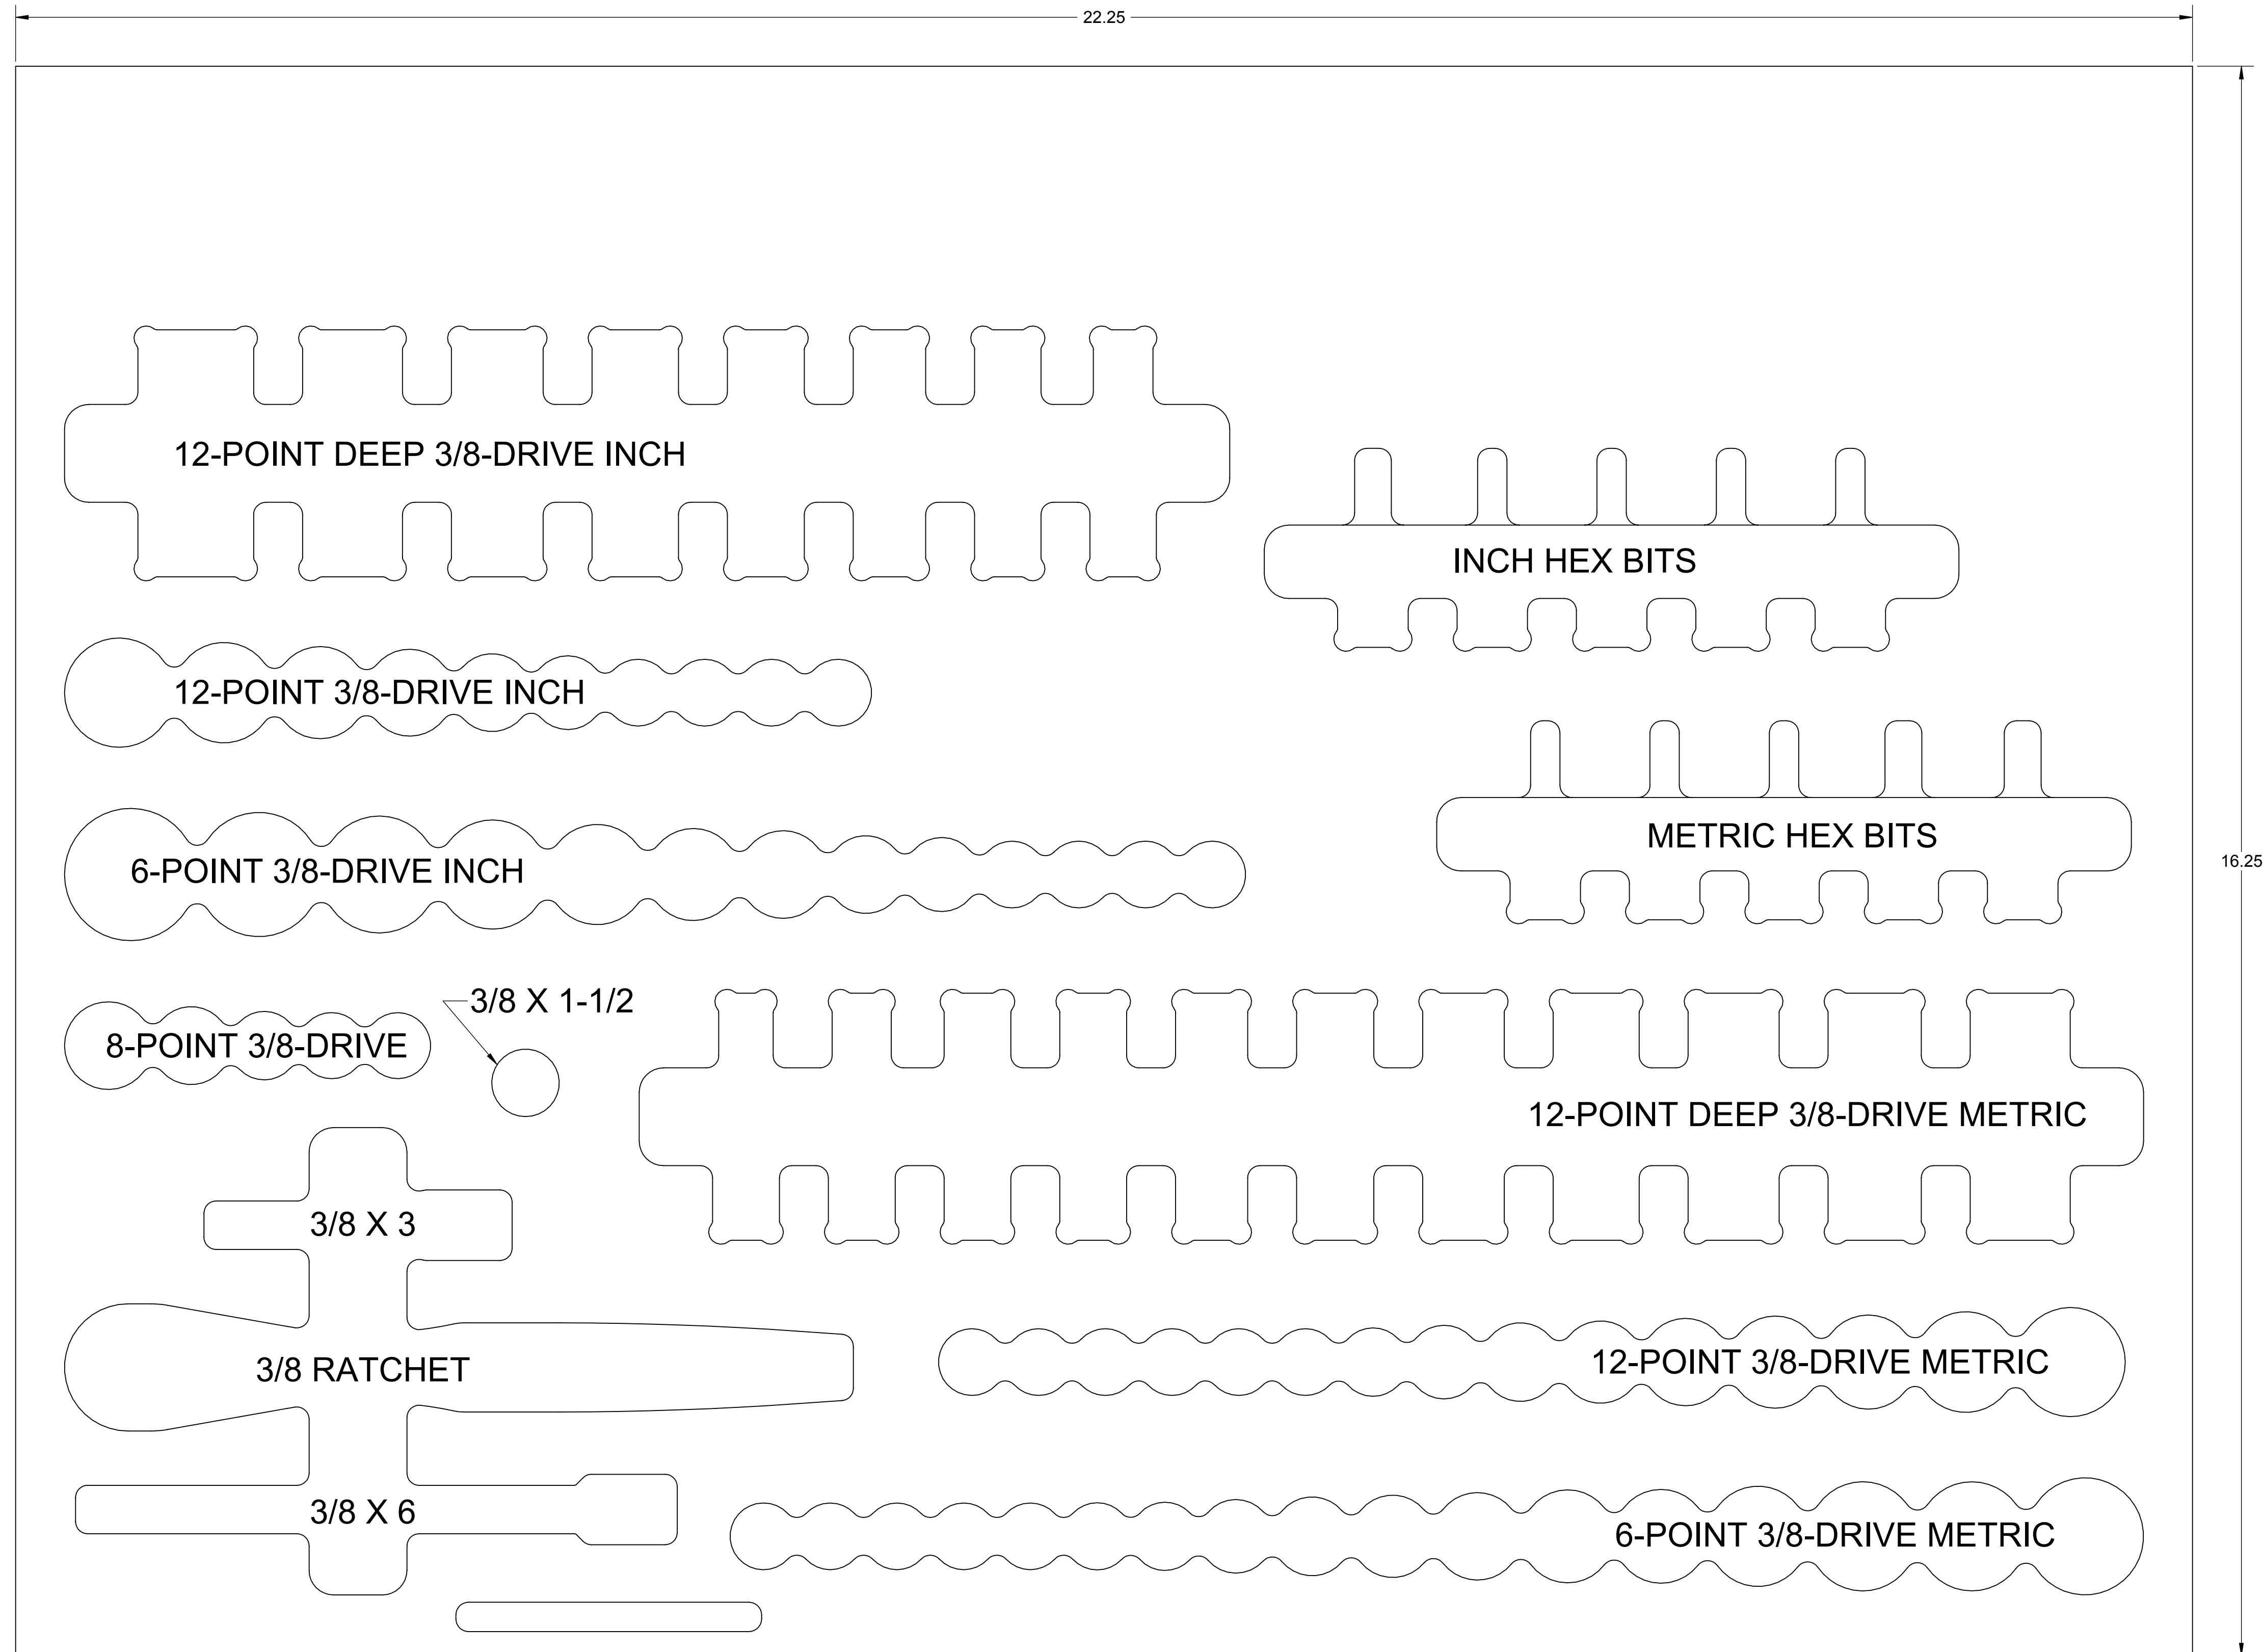 22.25
12-POINT DEEP 3/8-DRIVE INCH
INCH HEX BITS
12-POINT 3/8-DRIVE INCH
METRIC HEX BITS
16.25
6-POINT 3/8-DRIVE INCH
3/8 X 1-1/2
8-POINT 3/8-DRIVE
12-POINT DEEP 3/8-DRIVE METRIC
3/8 X 3
12-POINT 3/8-DRIVE METRIC
3/8 RATCHET
3/8 X 6
6-POINT 3/8-DRIVE METRIC